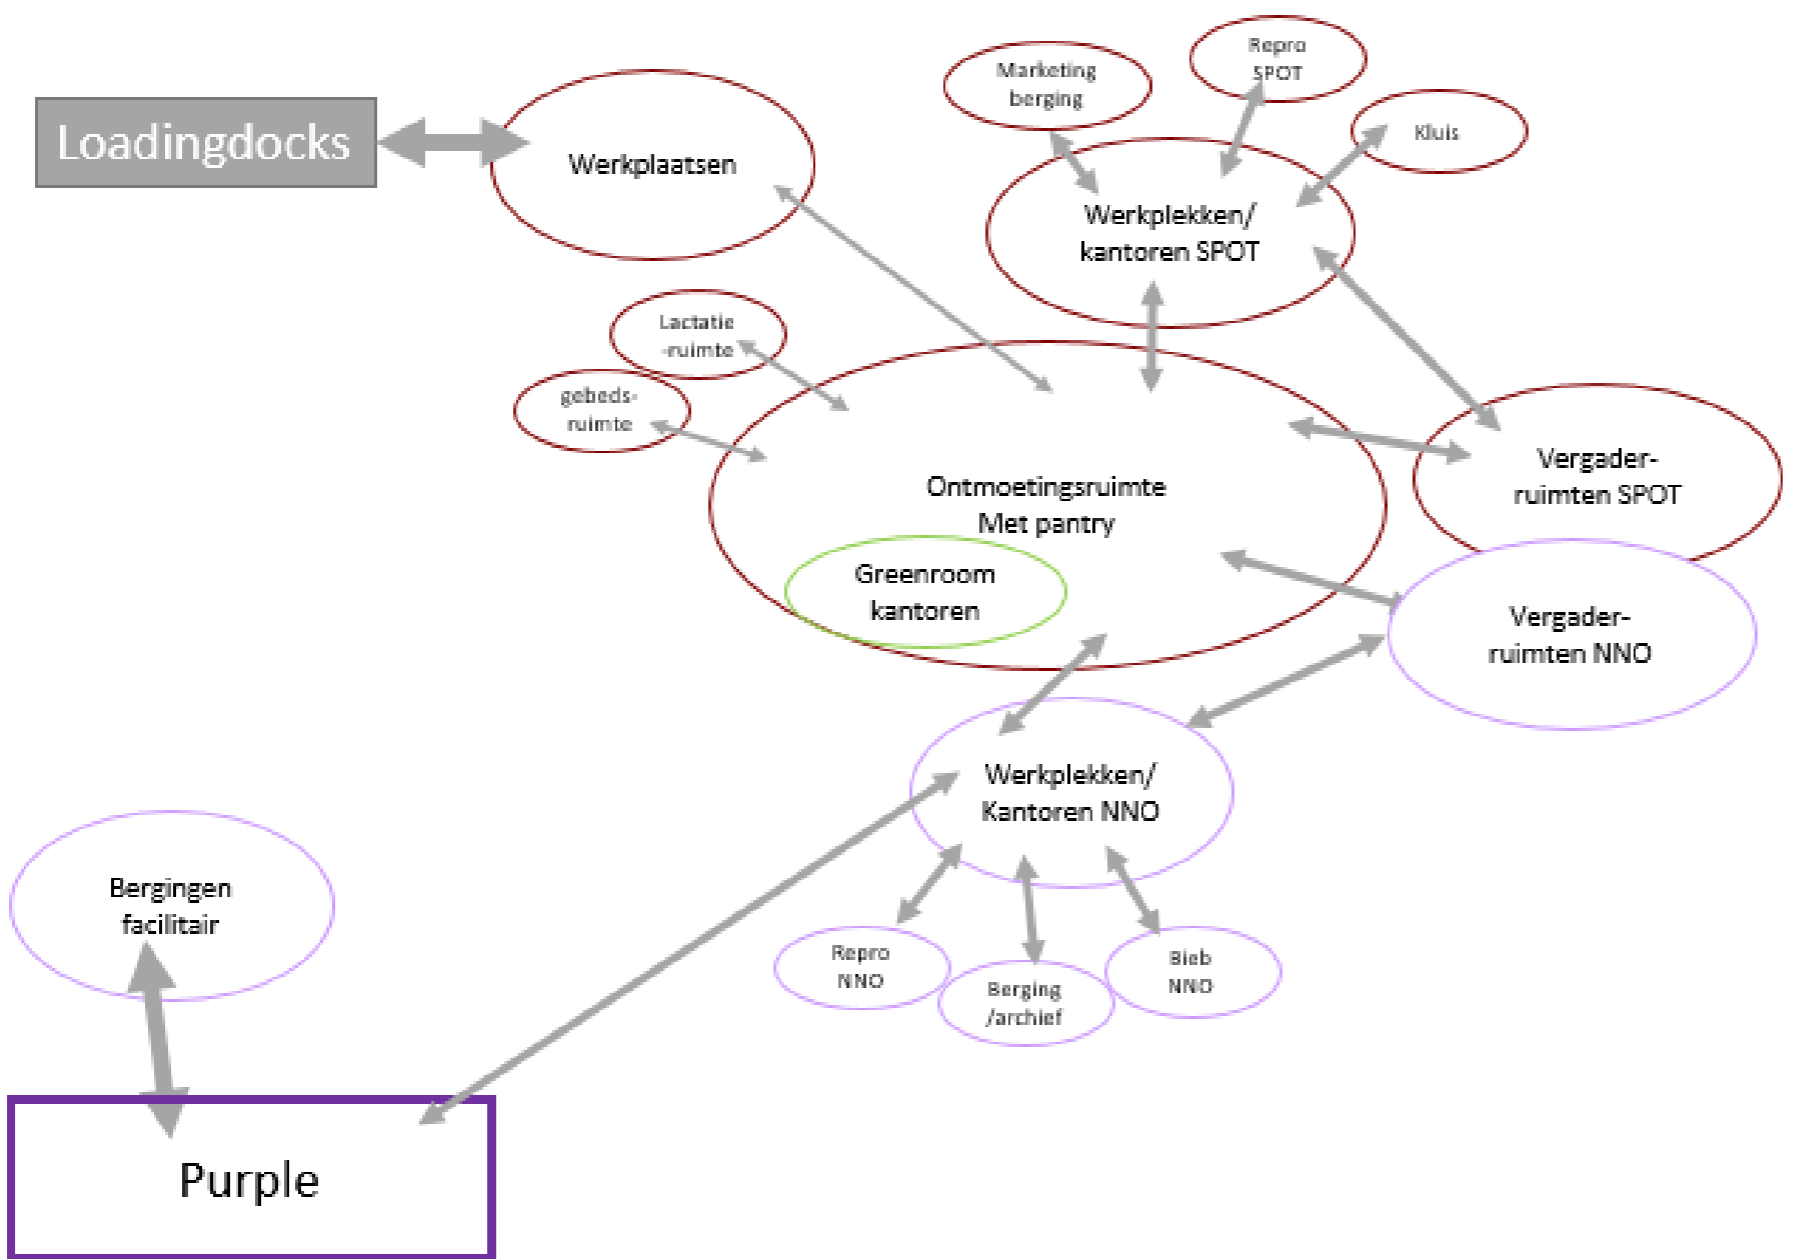 Repro
SPOT
Marketing
berging
Kluis
Loadingdocks
Werkplaatsen
Werkplekken/
kantoren SPOT
Lactatie
-ruimte
gebeds-
ruimte
Vergader-
ruimten SPOT
Ontmoetingsruimte
Met pantry
Greenroom
kantoren
Vergader-
ruimten NNO
Werkplekken/
Kantoren NNO
Bergingen
facilitair
Repro
NNO
Berging
/archief
Bieb
NNO
Purple